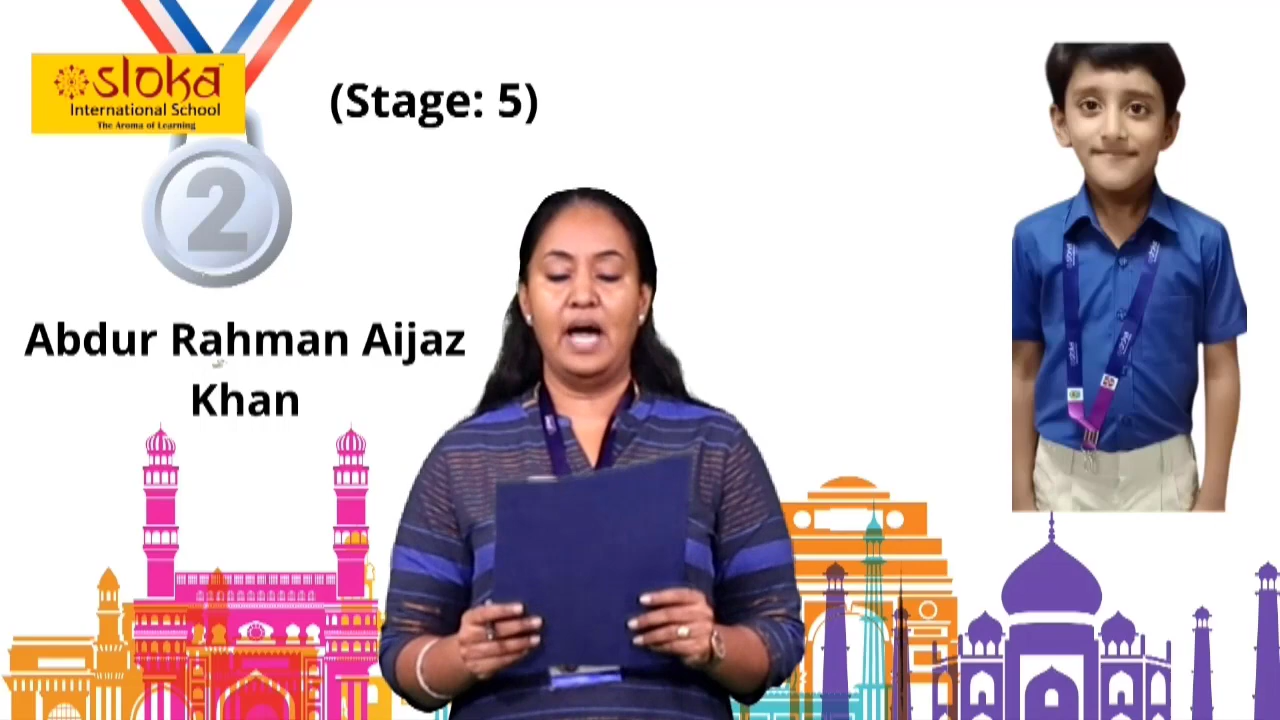 sloka
International School
The Aroma of Learning
(Stage: 5)
2
Abdur Rahman Aijaz
Khan